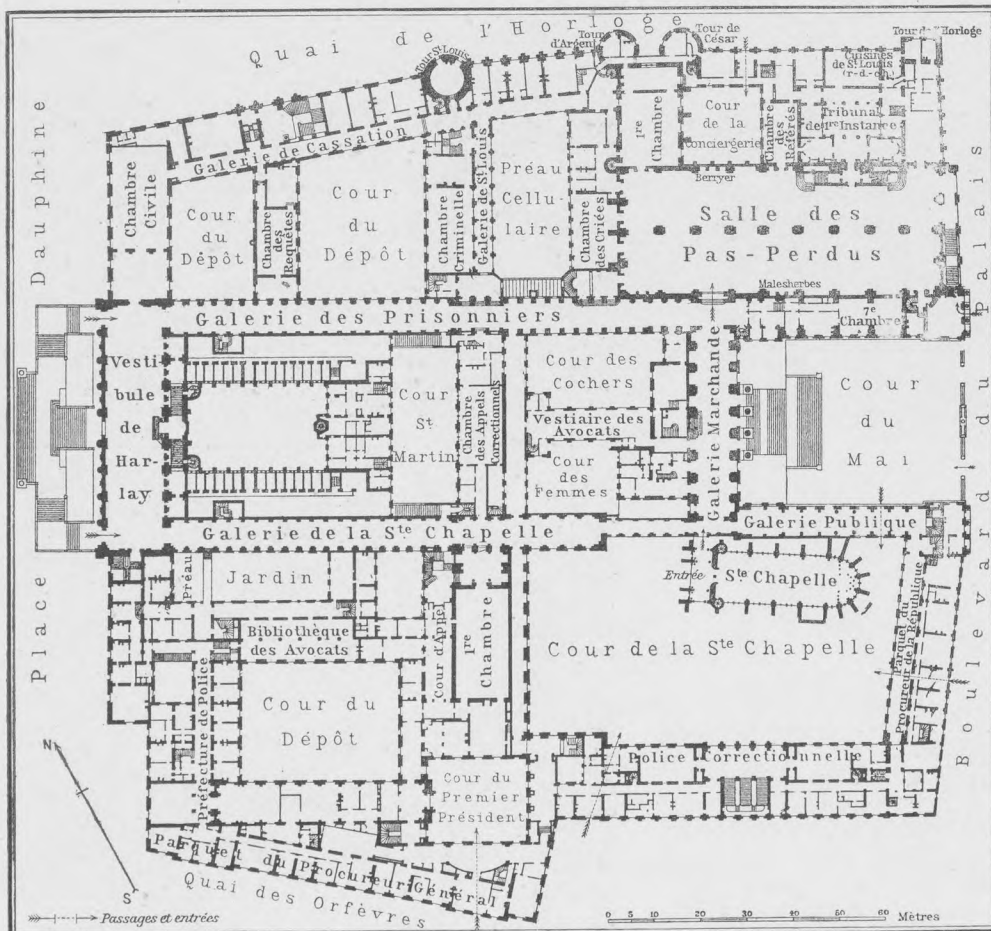 Quai de l'Horloge
Tour St Louis
Tour
d'Argent
Tour de
César
Tour de l'Horloge
Cuisines
de St Louis
(r.-d.-ch.)
Place Dauphine
Chambre
Civile
Galerie de Cassation
Cour
du
Dépôt
Chambre
des
Requêtes
Cour
du
Dépôt
Chambre
Criminelle
Galerie de St Louis
Préau
Cellu-
laire
Chambre
des Criées
1re
Chambre
Cour
de la
Conciergerie
Chambre
des
Référés
Tribunal
de 1re Instance
Berryer
Salle des
Pas-Perdus
Malesherbes
7e
Chambre
Boulevard du Palais
Galerie des Prisonniers
Vesti-
bule
de
Har-
lay
Cour
St
Martin
Chambre
des Appels
Correctionnels
Cour des
Cochers
Vestiaire des
Avocats
Cour
des
Femmes
Galerie Marchande
Cour
du
Mai
Galerie de la Ste Chapelle
Galerie Publique
Préau
Jardin
Bibliothèque
des Avocats
Cour d'Appel
1re
Chambre
Entrée
Ste Chapelle
Cour de la Ste Chapelle
Parquet du
Procureur de la République
Préfecture de Police
Cour du
Dépôt
Cour du
Premier
Président
Police Correctionnelle
Parquet du Procureur Général
Quai des Orfèvres
N
S
Passages et entrées
0 5 10 20 30 40 50 60 Mètres